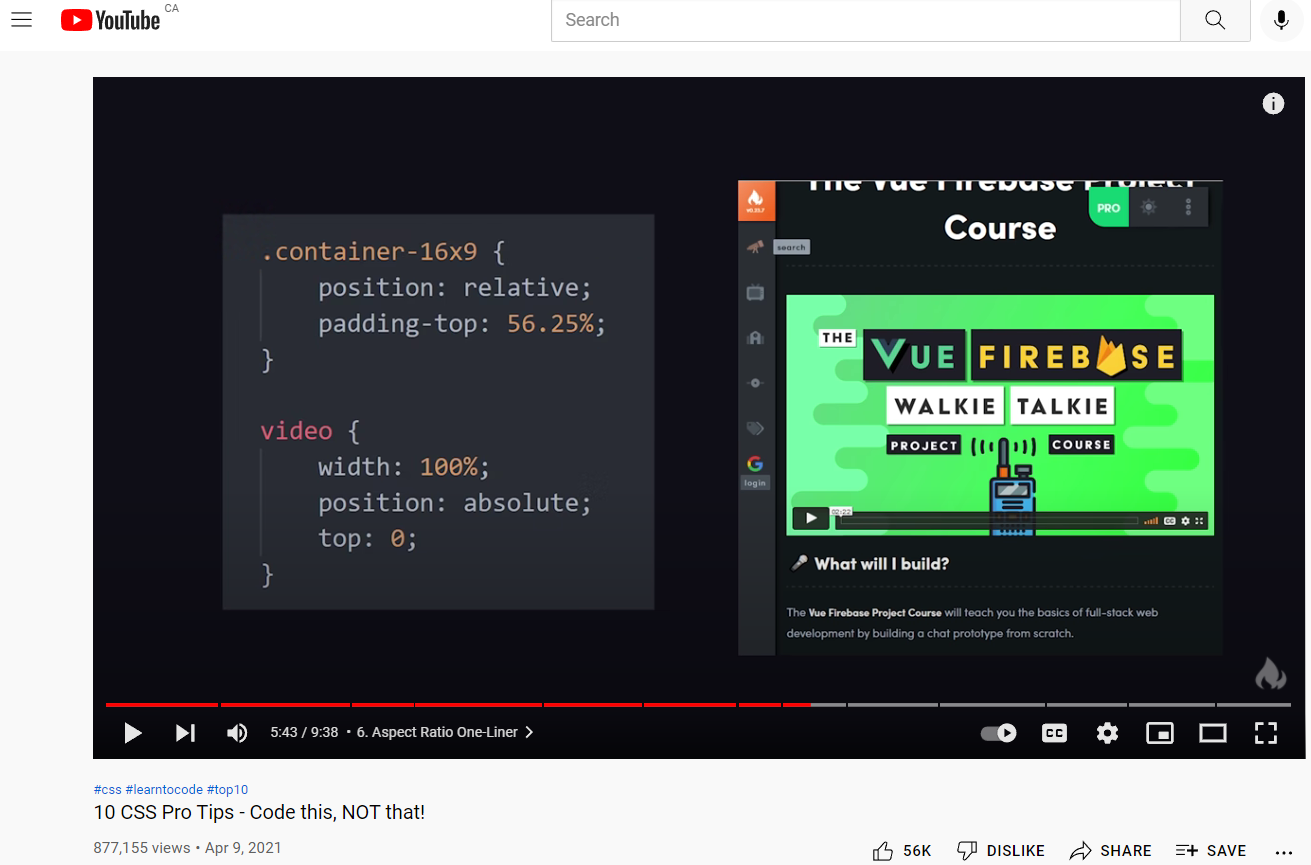 YouTube CA
Search
.container-16x9 {
position: relative;
padding-top: 56.25%;
}
video {
width: 100%;
position: absolute;
top: 0;
}
v0.23.7
search
login
The Vue Firebase Project
Course
PRO
THE VUE FIREBASE
WALKIE TALKIE
PROJECT COURSE
02:22
CC
🎤 What will I build?
The Vue Firebase Project Course will teach you the basics of full-stack web
development by building a chat prototype from scratch.
5:43 / 9:38 • 6. Aspect Ratio One-Liner
CC
#css #learntocode #top10
10 CSS Pro Tips - Code this, NOT that!
877,155 views • Apr 9, 2021
56K DISLIKE SHARE SAVE ...